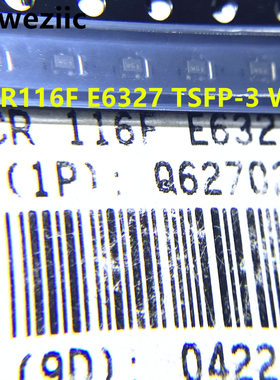 weziic
R116F E6327 TSFP-3 W
CR 116F E632
(1P): Q62702
(9D): 0422